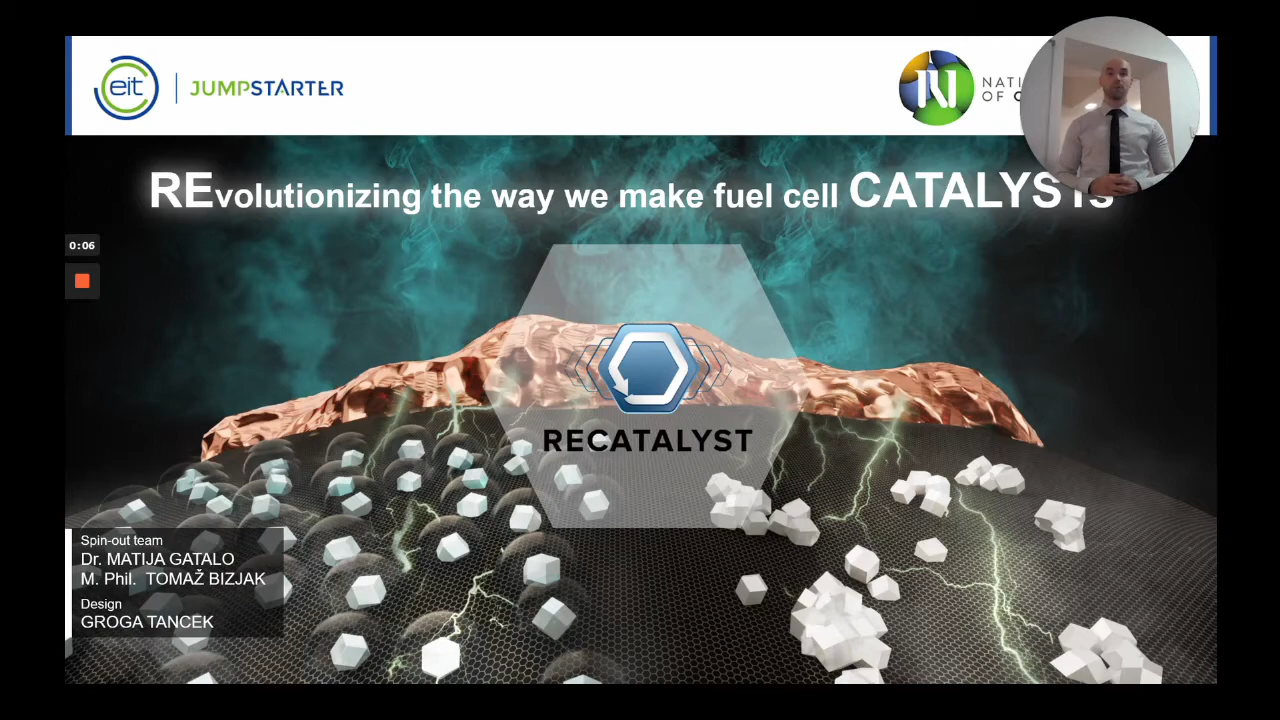 eit
JUMPSTARTER
NATI
OF
REvolutionizing the way we make fuel cell CATALYSTs
0:06
RECATALYST
Spin-out team
Dr. MATIJA GATALO
M. Phil. TOMAŽ BIZJAK
Design
GROGA TANCEK